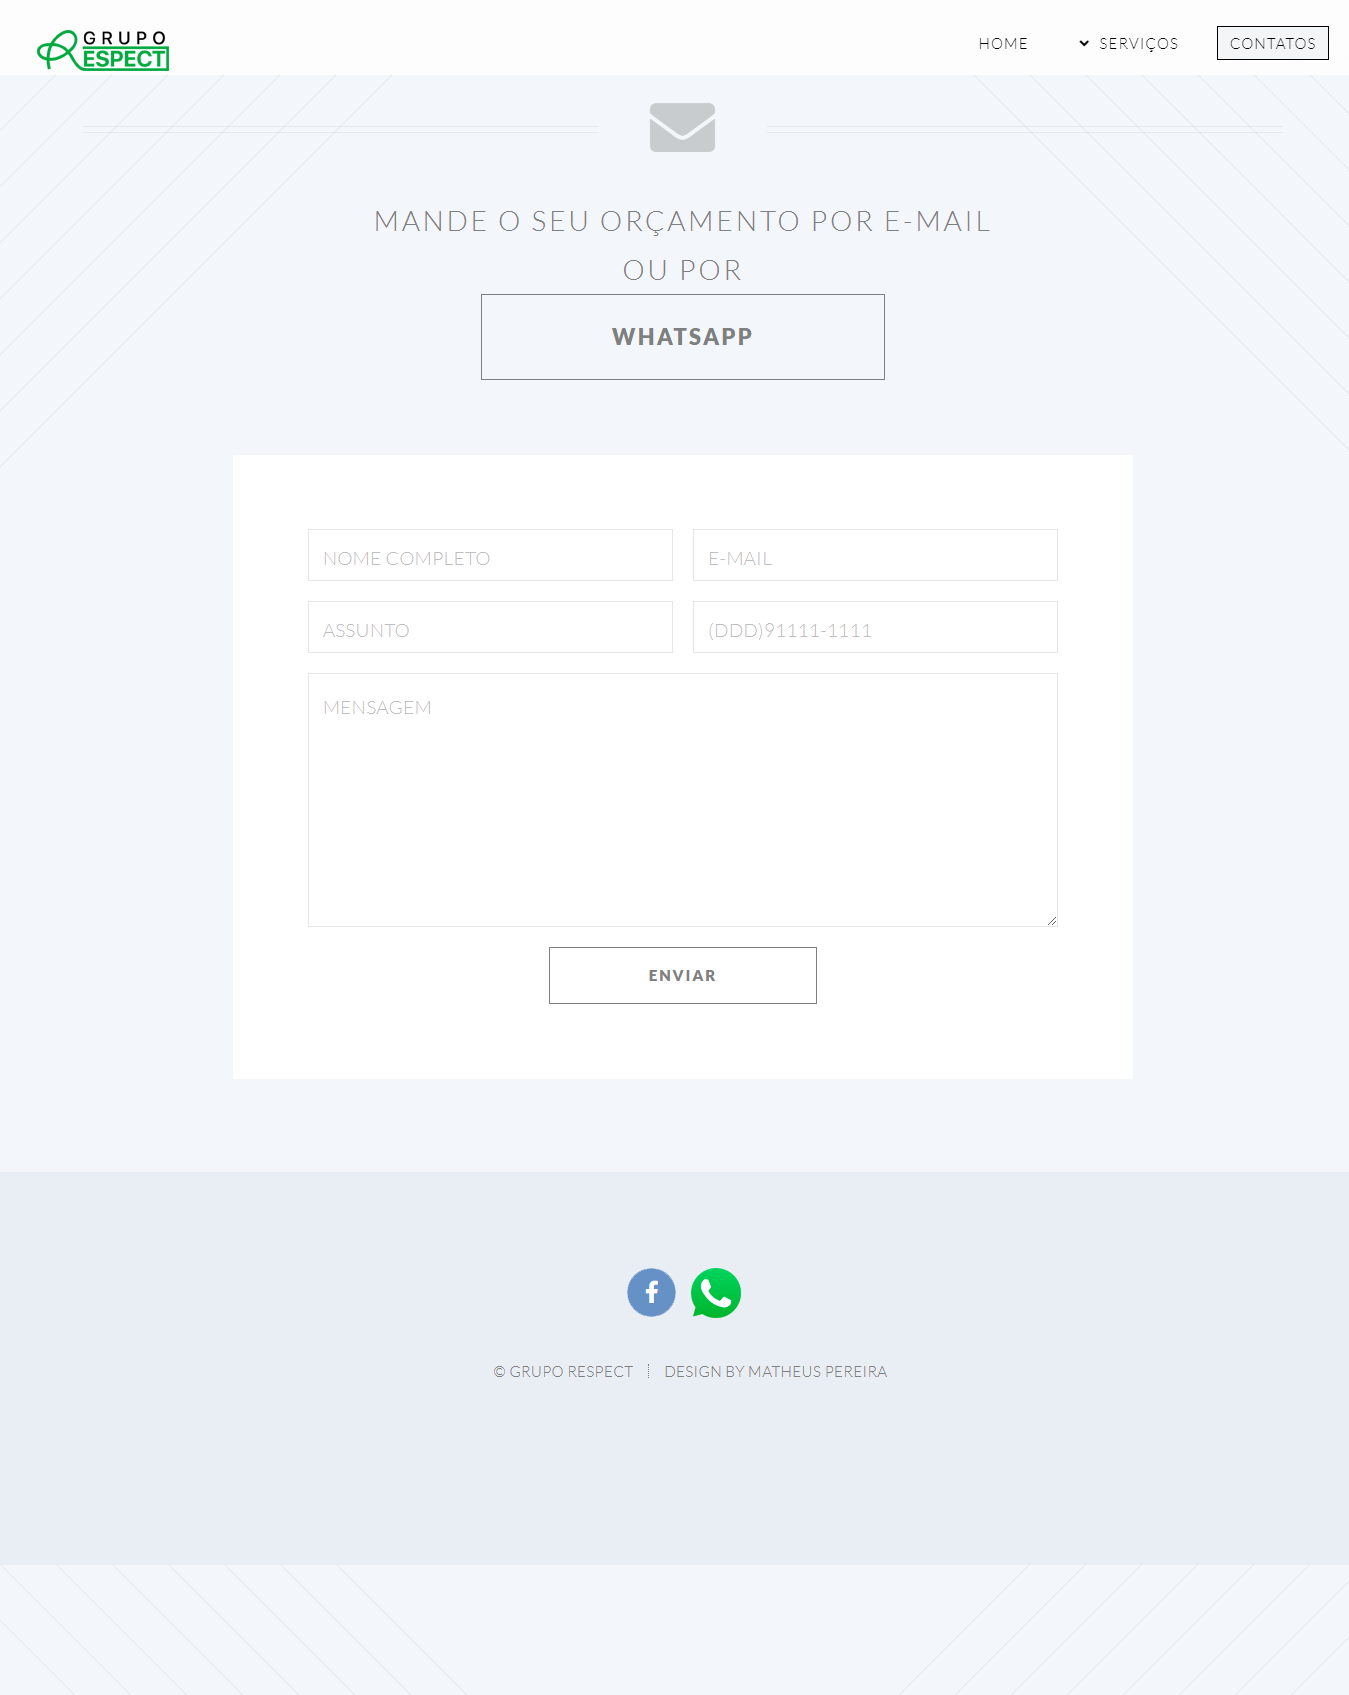 GRUPO
RESPECT
HOME
SERVIÇOS
CONTATOS
MANDE O SEU ORÇAMENTO POR E-MAIL
OU POR
WHATSAPP
NOME COMPLETO
E-MAIL
ASSUNTO
(DDD)91111-1111
MENSAGEM
ENVIAR
© GRUPO RESPECT
DESIGN BY MATHEUS PEREIRA